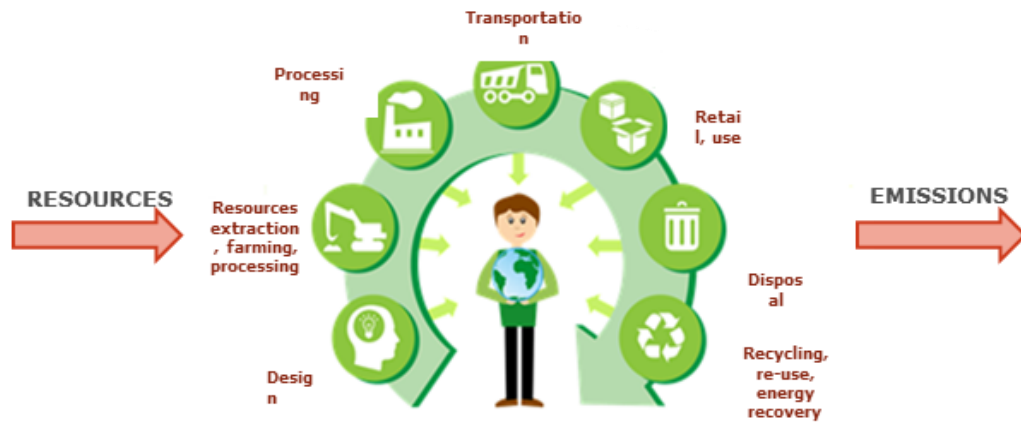 Transportatio
n
Processi
ng
Retai
l, use
RESOURCES
Resources
extraction
, farming,
processing
EMISSIONS
Dispos
al
Desig
n
Recycling,
re-use,
energy
recovery